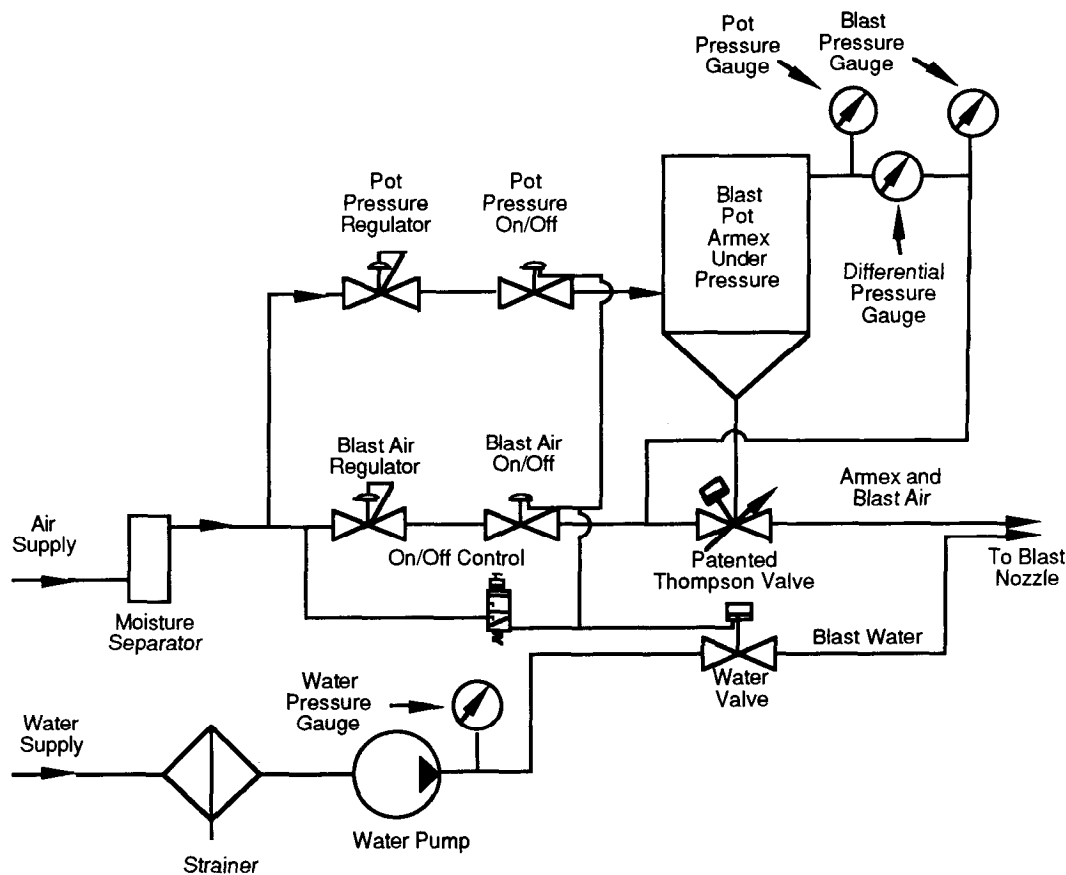 Pot
Pressure
Gauge
Blast
Pressure
Gauge
Pot
Pressure
Regulator
Pot
Pressure
On/Off
Blast
Pot
Armex
Under
Pressure
Differential
Pressure
Gauge
Blast Air
Regulator
Blast Air
On/Off
Armex and
Blast Air
Air
Supply
On/Off Control
Patented
Thompson Valve
To Blast
Nozzle
Moisture
Separator
Blast Water
Water
Valve
Water
Pressure
Gauge
Water
Supply
Water Pump
Strainer